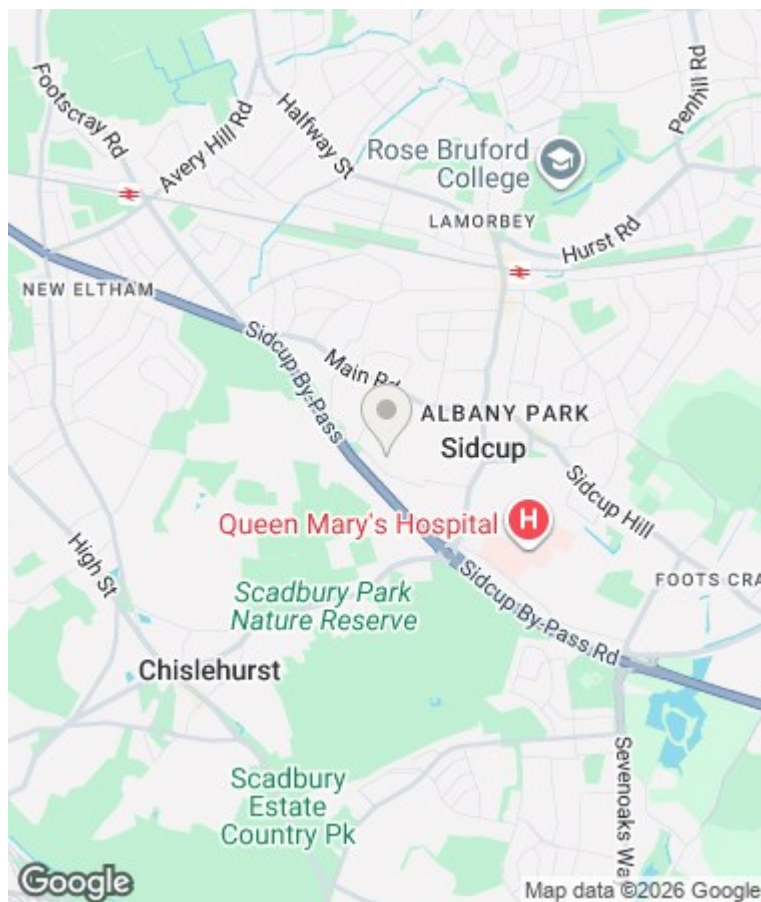 Footscray Rd
Avery Hill Rd
Halfway St
Penhill Rd
Rose Bruford
College
LAMORBEY
Hurst Rd
NEW ELTHAM
Sidcup By-Pass
Main Rd
ALBANY PARK
Sidcup
Sidcup Hill
Queen Mary's Hospital
H
High St
Sidcup By-Pass Rd
FOOTS CRA
Scadbury Park
Nature Reserve
Chislehurst
Sevenoaks Wa
Scadbury
Estate
Country Pk
Google
Map data ©2026 Google